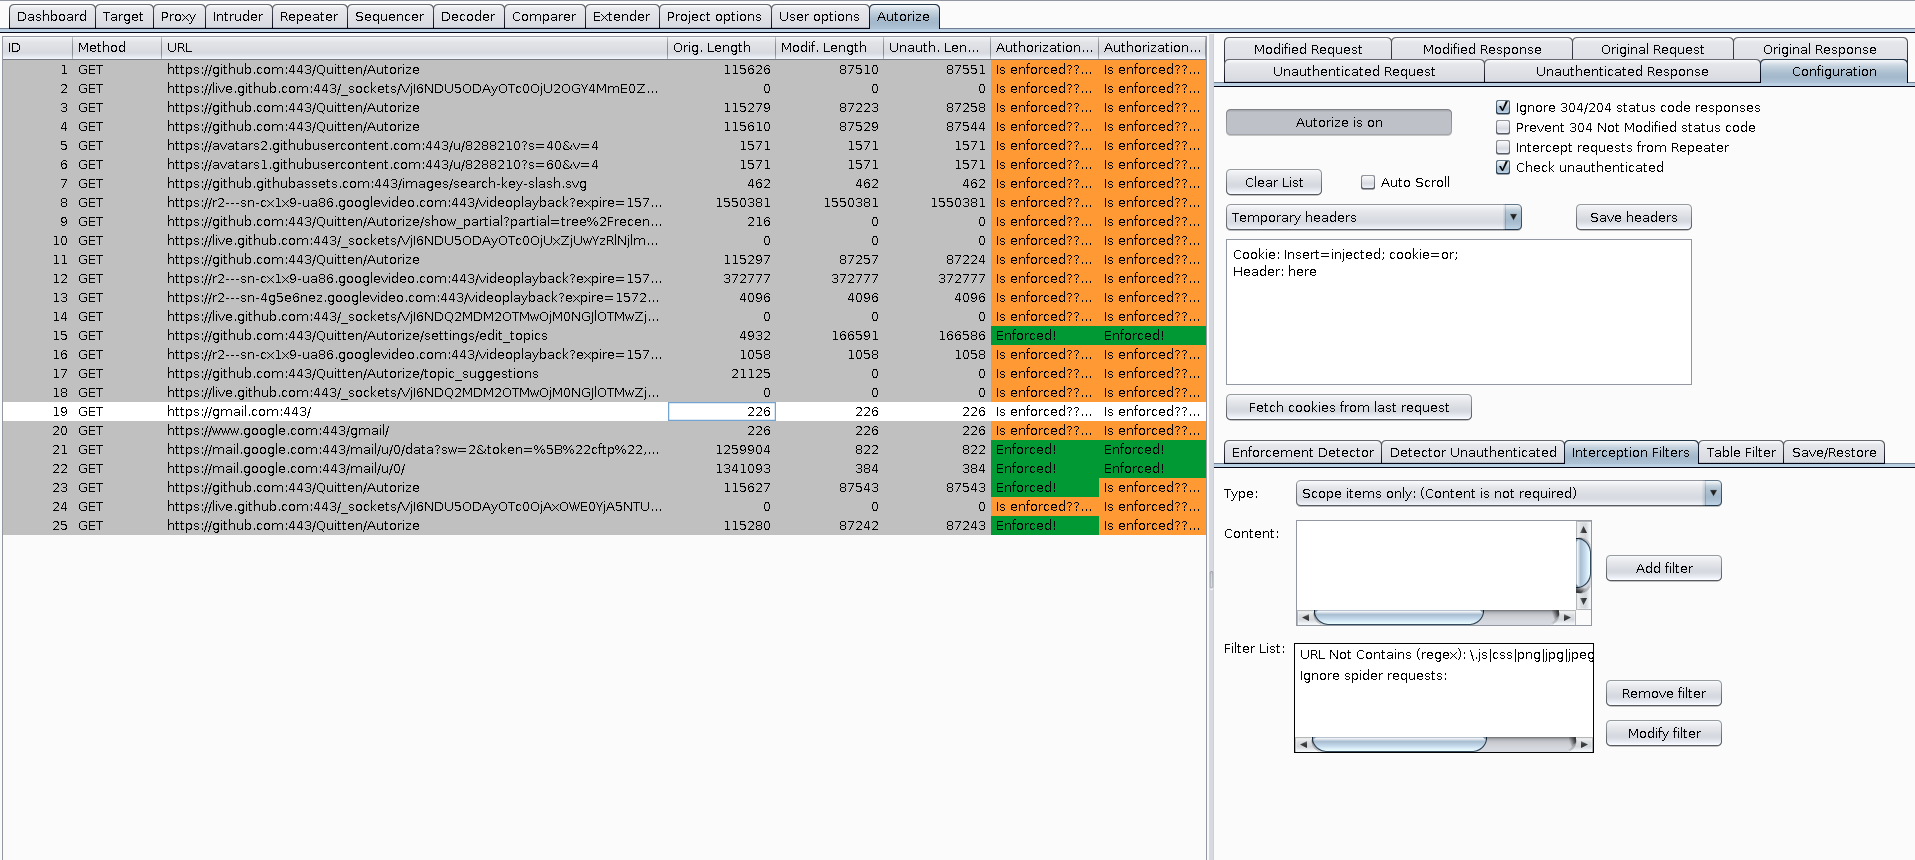 Dashboard Target Proxy Intruder Repeater Sequencer Decoder Comparer Extender Project options User options Autorize
ID Method URL Orig. Length Modif. Length Unauth. Len... Authorization... Authorization...
1 GET https://github.com:443/Quitten/Autorize 115626 87510 87551 Is enforced??... Is enforced??...
2 GET https://live.github.com:443/_sockets/VjI6NDU5ODAyOTc0OjU2OGY4MmE0Z... 0 0 0 Is enforced??... Is enforced??...
3 GET https://github.com:443/Quitten/Autorize 115279 87223 87258 Is enforced??... Is enforced??...
4 GET https://github.com:443/Quitten/Autorize 115610 87529 87544 Is enforced??... Is enforced??...
5 GET https://avatars2.githubusercontent.com:443/u/8288210?s=40&v=4 1571 1571 1571 Is enforced??... Is enforced??...
6 GET https://avatars1.githubusercontent.com:443/u/8288210?s=60&v=4 1571 1571 1571 Is enforced??... Is enforced??...
7 GET https://github.githubassets.com:443/images/search-key-slash.svg 462 462 462 Is enforced??... Is enforced??...
8 GET https://r2---sn-cx1x9-ua86.googlevideo.com:443/videoplayback?expire=157... 1550381 1550381 1550381 Is enforced??... Is enforced??...
9 GET https://github.com:443/Quitten/Autorize/show_partial?partial=tree%2Frecen... 216 0 0 Is enforced??... Is enforced??...
10 GET https://live.github.com:443/_sockets/VjI6NDU5ODAyOTc0OjUxZjUwYzRlNjlm... 0 0 0 Is enforced??... Is enforced??...
11 GET https://github.com:443/Quitten/Autorize 115297 87257 87224 Is enforced??... Is enforced??...
12 GET https://r2---sn-cx1x9-ua86.googlevideo.com:443/videoplayback?expire=157... 372777 372777 372777 Is enforced??... Is enforced??...
13 GET https://r2---sn-4g5e6nez.googlevideo.com:443/videoplayback?expire=1572... 4096 4096 4096 Is enforced??... Is enforced??...
14 GET https://live.github.com:443/_sockets/VjI6NDQ2MDM2OTMwOjM0NGJlOTMwZj... 0 0 0 Is enforced??... Is enforced??...
15 GET https://github.com:443/Quitten/Autorize/settings/edit_topics 4932 166591 166586 Enforced! Enforced!
16 GET https://r2---sn-cx1x9-ua86.googlevideo.com:443/videoplayback?expire=157... 1058 1058 1058 Is enforced??... Is enforced??...
17 GET https://github.com:443/Quitten/Autorize/topic_suggestions 21125 0 0 Is enforced??... Is enforced??...
18 GET https://live.github.com:443/_sockets/VjI6NDQ2MDM2OTMwOjM0NGJlOTMwZj... 0 0 0 Is enforced??... Is enforced??...
19 GET https://gmail.com:443/ 226 226 226 Is enforced??... Is enforced??...
20 GET https://www.google.com:443/gmail/ 226 226 226 Is enforced??... Is enforced??...
21 GET https://mail.google.com:443/mail/u/0/data?sw=2&token=%5B%22cftp%22,... 1259904 822 822 Enforced! Enforced!
22 GET https://mail.google.com:443/mail/u/0/ 1341093 384 384 Enforced! Enforced!
23 GET https://github.com:443/Quitten/Autorize 115627 87543 87543 Enforced! Is enforced??...
24 GET https://live.github.com:443/_sockets/VjI6NDU5ODAyOTc0OjAxOWE0YjA5NTU... 0 0 0 Is enforced??... Is enforced??...
25 GET https://github.com:443/Quitten/Autorize 115280 87242 87243 Enforced! Is enforced??...
Modified Request Modified Response Original Request Original Response
Unauthenticated Request Unauthenticated Response Configuration
Autorize is on
Ignore 304/204 status code responses
Prevent 304 Not Modified status code
Intercept requests from Repeater
Check unauthenticated
Clear List Auto Scroll
Temporary headers Save headers
Cookie: Insert=injected; cookie=or;
Header: here
Fetch cookies from last request
Enforcement Detector Detector Unauthenticated Interception Filters Table Filter Save/Restore
Type: Scope items only: (Content is not required)
Content:
Add filter
Filter List: URL Not Contains (regex): \.js|css|png|jpg|jpeg
Ignore spider requests:
Remove filter
Modify filter